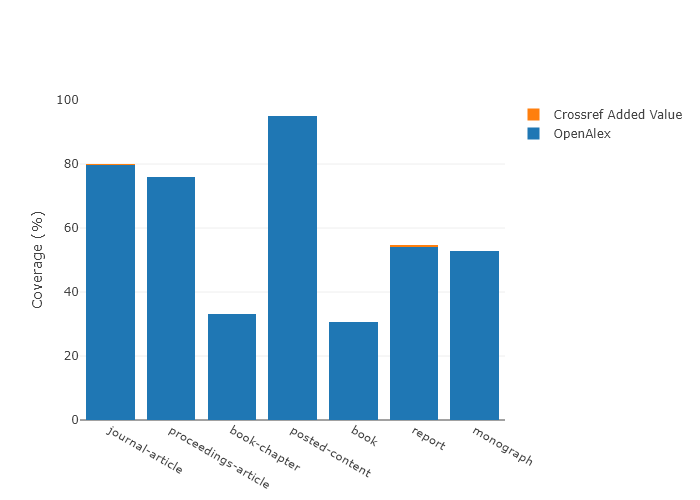 100
80
60
40
20
0
Coverage (%)
journal-article
proceedings-article
book-chapter
posted-content
book
report
monograph
Crossref Added Value
OpenAlex